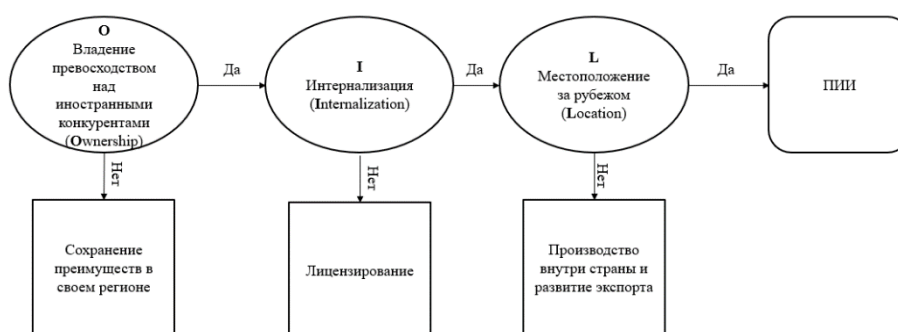 O
Владение
превосходством
над
иностранными
конкурентами
(Ownership)
Да
I
Интернализация
(Internalization)
Да
L
Местоположение
за рубежом
(Location)
Да
ПИИ
Нет
Нет
Нет
Сохранение
преимуществ в
своем регионе
Лицензирование
Производство
внутри страны и
развитие экспорта